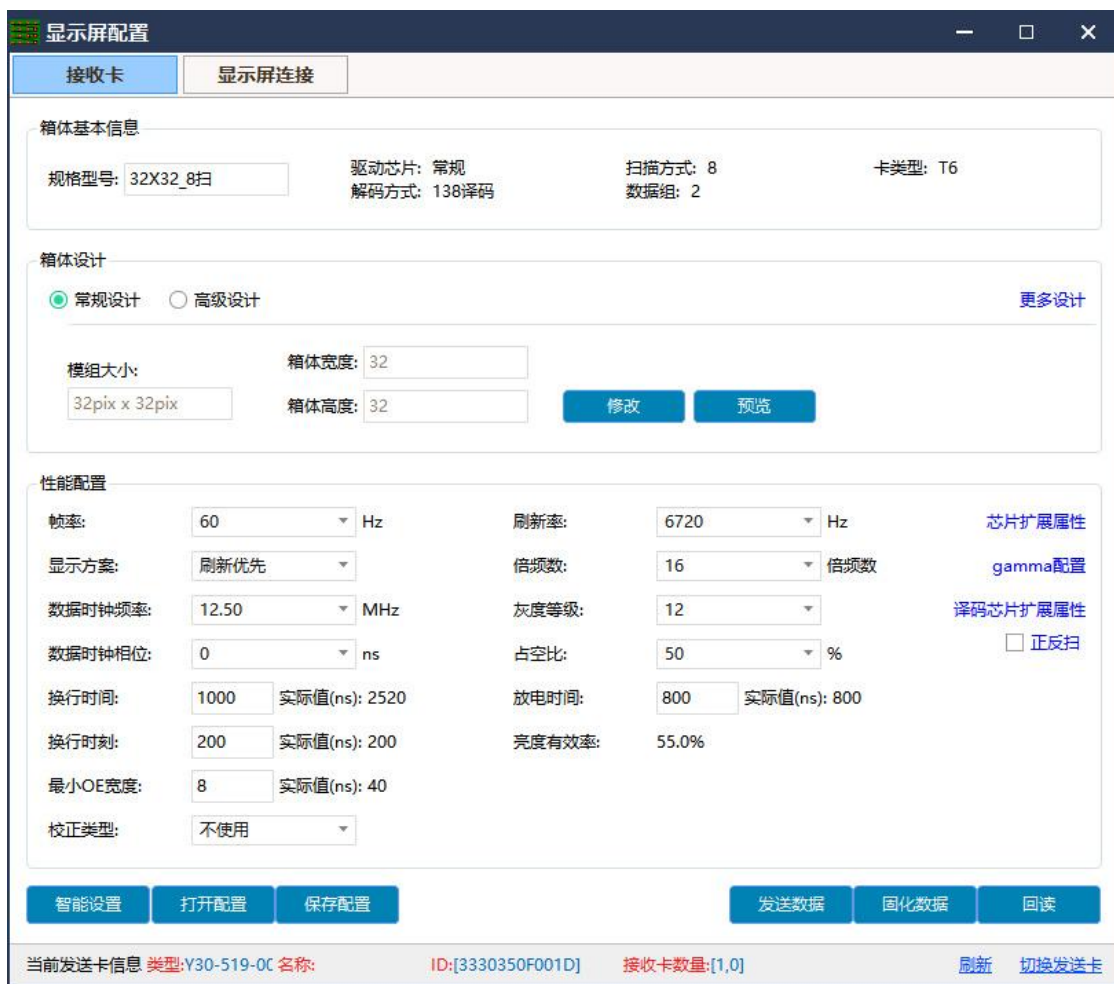 显示屏配置
接收卡 显示屏连接
箱体基本信息
规格型号: 32X32_8扫 驱动芯片: 常规 扫描方式: 8 卡类型: T6
解码方式: 138译码 数据组: 2
箱体设计
常规设计 高级设计 更多设计
模组大小: 箱体宽度: 32
32pix x 32pix 箱体高度: 32 修改 预览
性能配置
帧率: 60 Hz 刷新率: 6720 Hz 芯片扩展属性
显示方案: 刷新优先 倍频数: 16 倍频数 gamma配置
数据时钟频率: 12.50 MHz 灰度等级: 12 译码芯片扩展属性
数据时钟相位: 0 ns 占空比: 50 % 正反扫
换行时间: 1000 实际值(ns): 2520 放电时间: 800 实际值(ns): 800
换行时刻: 200 实际值(ns): 200 亮度有效率: 55.0%
最小OE宽度: 8 实际值(ns): 40
校正类型: 不使用
智能设置 打开配置 保存配置 发送数据 固化数据 回读
当前发送卡信息 类型:Y30-519-00 名称: ID:[3330350F001D] 接收卡数量:[1,0] 刷新 切换发送卡